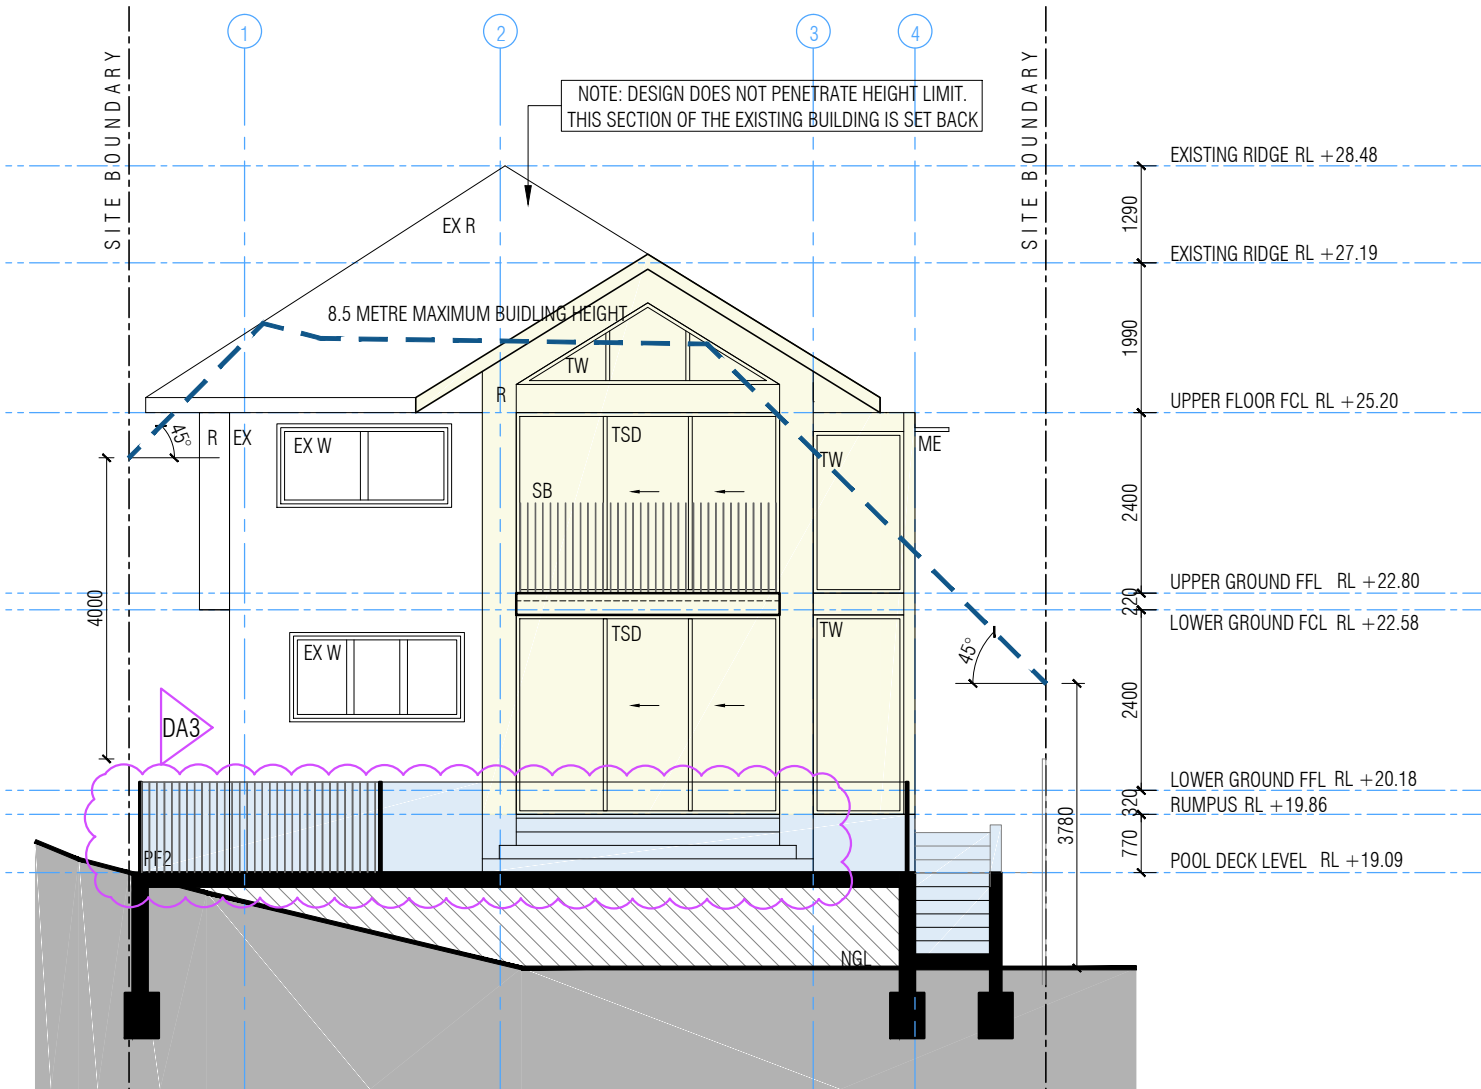 1
2
3
4
SITE BOUNDARY
SITE BOUNDARY
NOTE: DESIGN DOES NOT PENETRATE HEIGHT LIMIT.
THIS SECTION OF THE EXISTING BUILDING IS SET BACK
EXISTING RIDGE RL +28.48
1290
EX R
EXISTING RIDGE RL +27.19
8.5 METRE MAXIMUM BUIDLING HEIGHT
1990
TW
R
UPPER FLOOR FCL RL +25.20
45°
R
EX
EX W
TSD
TW
ME
SB
2400
4000
UPPER GROUND FFL RL +22.80
220
LOWER GROUND FCL RL +22.58
EX W
TSD
TW
45°
2400
DA3
LOWER GROUND FFL RL +20.18
320
RUMPUS RL +19.86
3780
770
PF2
POOL DECK LEVEL RL +19.09
NGL